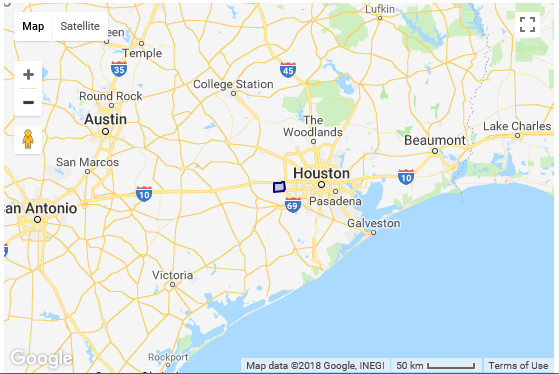 Lufkin
Map
Satellite
een
Temple
35
45
College Station
Round Rock
The
Woodlands
Austin
Beaumont
Lake Charles
San Marcos
Houston
10
10
Pasadena
an Antonio
69
Galveston
Victoria
Google
Rockport
Map data ©2018 Google, INEGI
50 km
Terms of Use